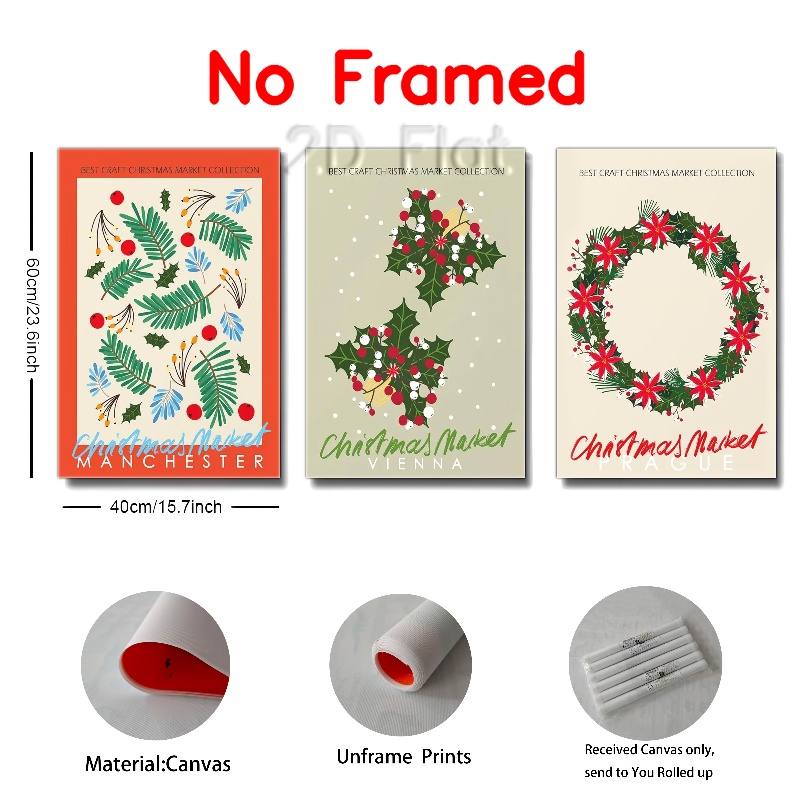 No Framed
2D Flat
BEST CRAFT CHRISTMAS MARKET COLLECTION
Christmas Market
MANCHESTER
BEST CRAFT CHRISTMAS MARKET COLLECTION
Christmas Market
VIENNA
BEST CRAFT CHRISTMAS MARKET COLLECTION
Christmas Market
PRAGUE
60cm/23.6inch
40cm/15.7inch
Material:Canvas
Unframe Prints
Received Canvas only,
send to You Rolled up